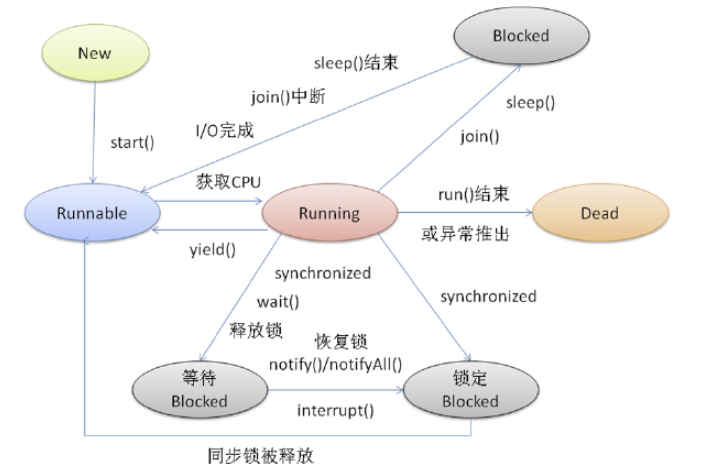 New
Blocked
sleep()结束
join()中断
I/O完成
start()
sleep()
join()
Runnable
获取CPU
Running
run()结束
或异常推出
Dead
yield()
synchronized
wait()
释放锁
synchronized
恢复锁
notify()/notifyAll()
等待
Blocked
interrupt()
锁定
Blocked
同步锁被释放